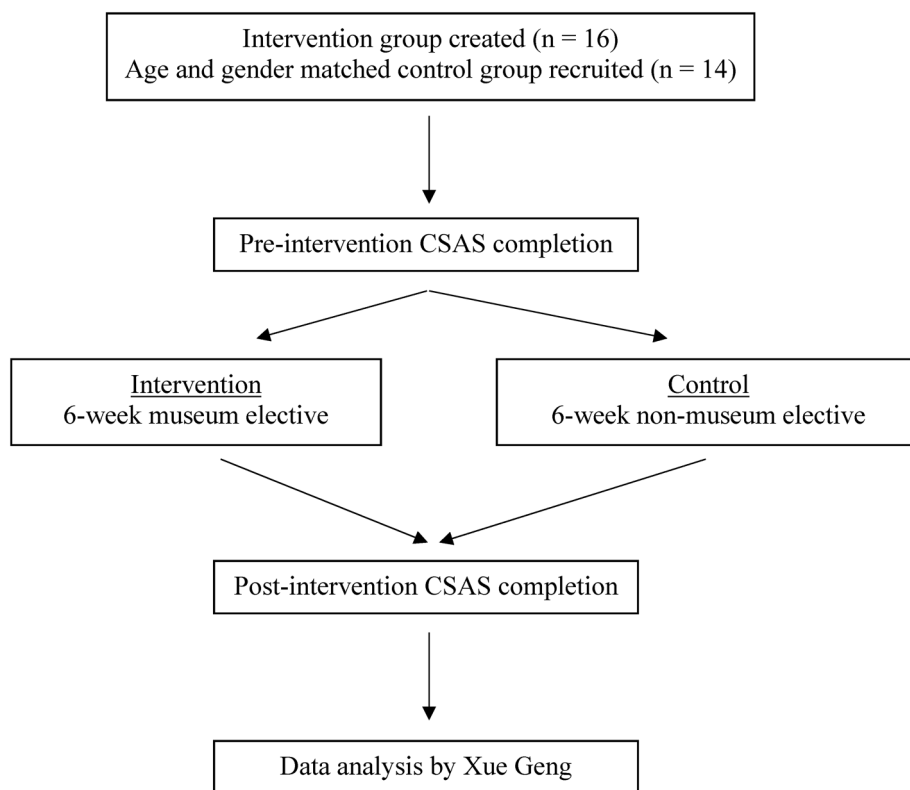 Intervention group created (n = 16)
Age and gender matched control group recruited (n = 14)
Pre-intervention CSAS completion
Intervention
6-week museum elective
Control
6-week non-museum elective
Post-intervention CSAS completion
Data analysis by Xue Geng